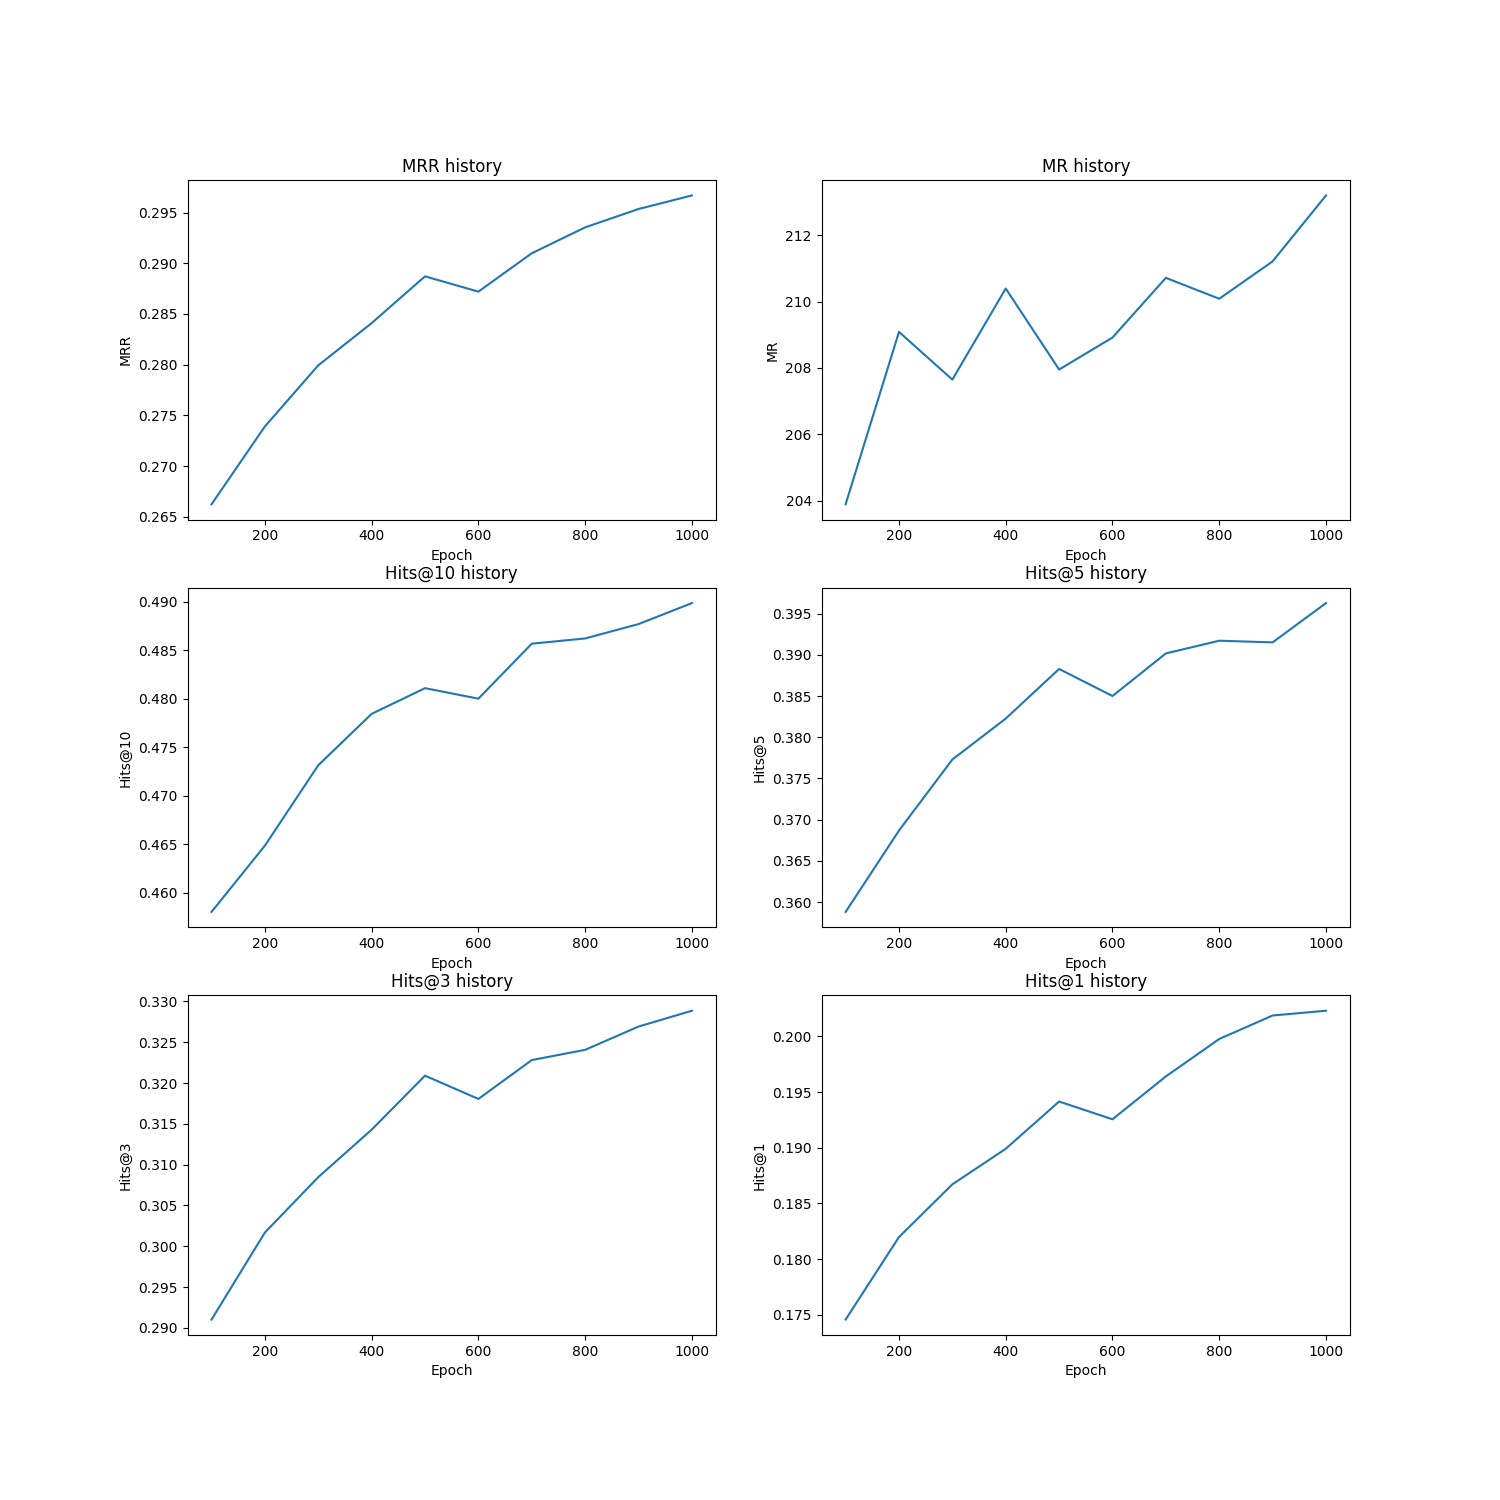 MRR history
0.295
0.290
0.285
0.280
0.275
0.270
0.265
MRR
200 400 600 800 1000
Epoch
MR history
212
210
208
206
204
MR
200 400 600 800 1000
Epoch
Hits@10 history
0.490
0.485
0.480
0.475
0.470
0.465
0.460
Hits@10
200 400 600 800 1000
Epoch
Hits@5 history
0.395
0.390
0.385
0.380
0.375
0.370
0.365
0.360
Hits@5
200 400 600 800 1000
Epoch
Hits@3 history
0.330
0.325
0.320
0.315
0.310
0.305
0.300
0.295
0.290
Hits@3
200 400 600 800 1000
Epoch
Hits@1 history
0.200
0.195
0.190
0.185
0.180
0.175
Hits@1
200 400 600 800 1000
Epoch